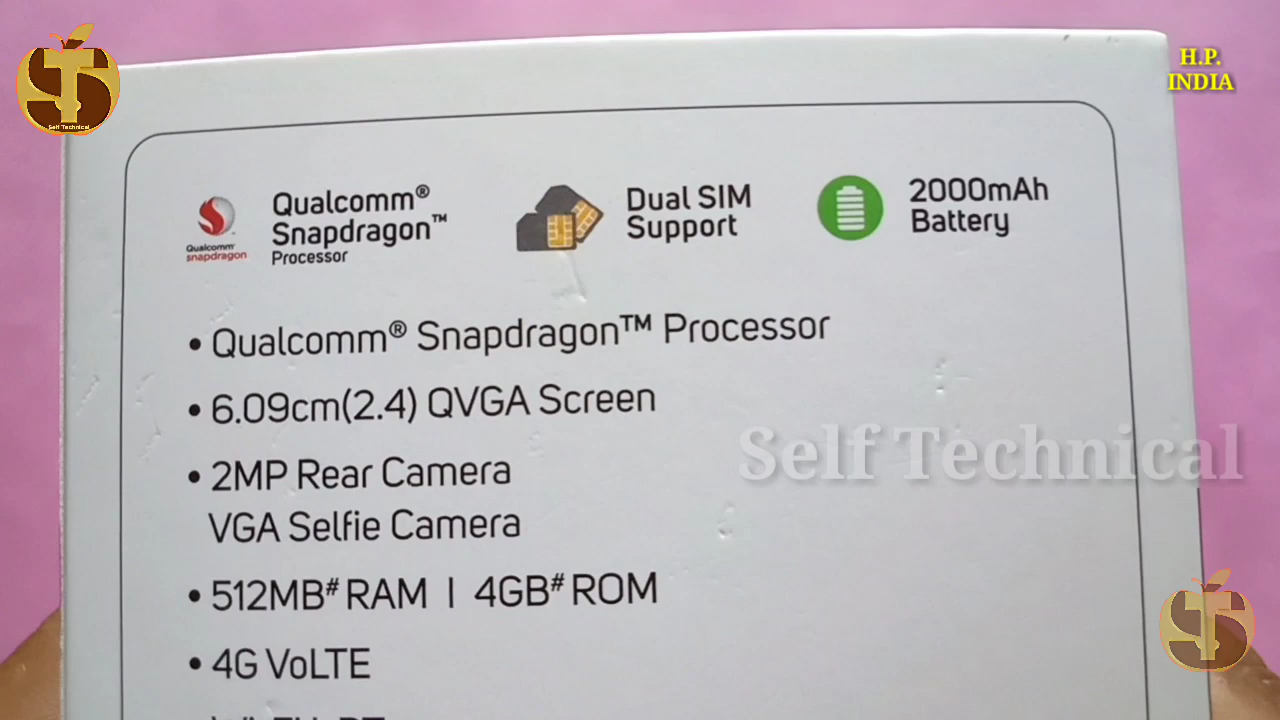 Self Technical
H.P.
INDIA
Qualcomm
snapdragon
Qualcomm®
Snapdragon™
Processor
Dual SIM
Support
2000mAh
Battery
• Qualcomm® Snapdragon™ Processor
• 6.09cm(2.4) QVGA Screen
• 2MP Rear Camera
VGA Selfie Camera
Self Technical
• 512MB# RAM | 4GB# ROM
• 4G VoLTE